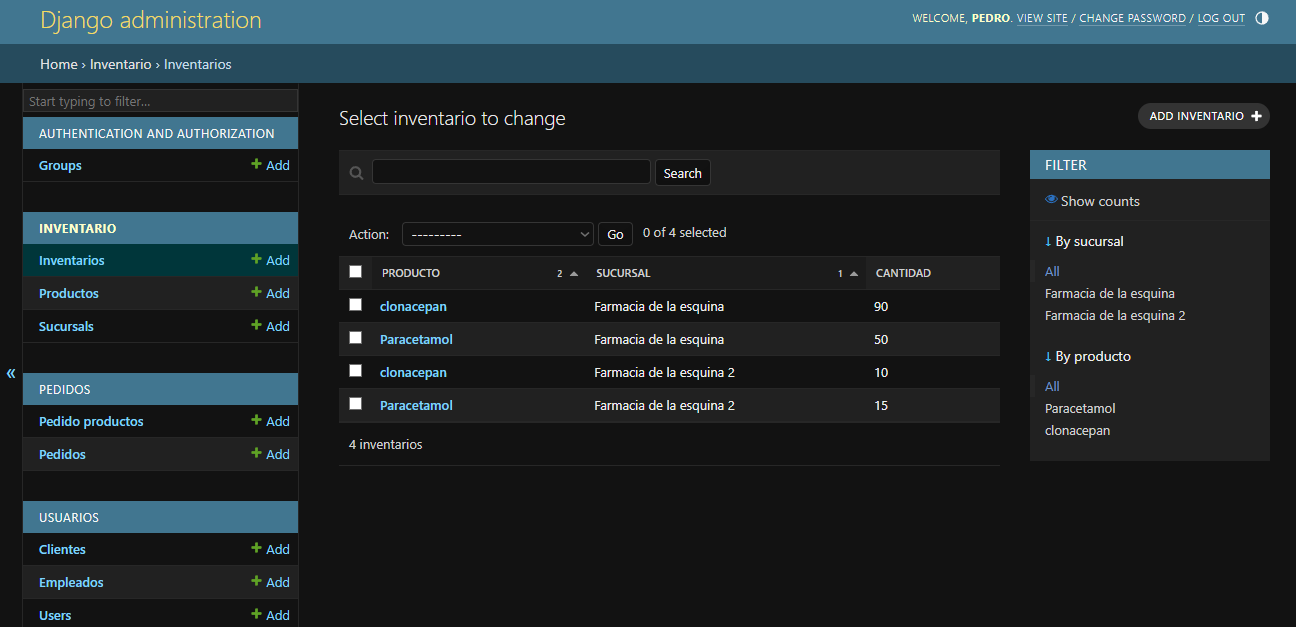 Django administration
WELCOME, PEDRO. VIEW SITE / CHANGE PASSWORD / LOG OUT
Home › Inventario › Inventarios
Start typing to filter...
AUTHENTICATION AND AUTHORIZATION
Groups + Add
INVENTARIO
Inventarios + Add
Productos + Add
Sucursals + Add
PEDIDOS
Pedido productos + Add
Pedidos + Add
USUARIOS
Clientes + Add
Empleados + Add
Users + Add
«
Select inventario to change
ADD INVENTARIO +
Search
Action: --------- Go 0 of 4 selected
PRODUCTO 2 SUCURSAL 1 CANTIDAD
clonacepan Farmacia de la esquina 90
Paracetamol Farmacia de la esquina 50
clonacepan Farmacia de la esquina 2 10
Paracetamol Farmacia de la esquina 2 15
4 inventarios
FILTER
Show counts
↓ By sucursal
All
Farmacia de la esquina
Farmacia de la esquina 2
↓ By producto
All
Paracetamol
clonacepan